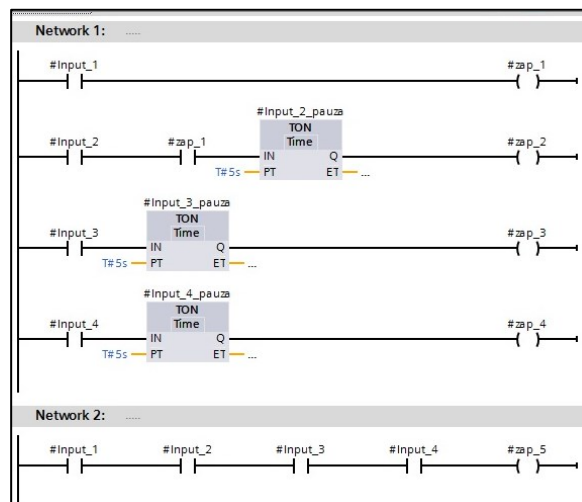 Network 1: .....
#Input_1 #zap_1
#Input_2_pauza
TON
#Input_2 #zap_1 Time #zap_2
IN Q
T#5s PT ET ...
#Input_3_pauza
TON
#Input_3 Time #zap_3
IN Q
T#5s PT ET ...
#Input_4_pauza
TON
#Input_4 Time #zap_4
IN Q
T#5s PT ET ...
Network 2: .....
#Input_1 #Input_2 #Input_3 #Input_4 #zap_5